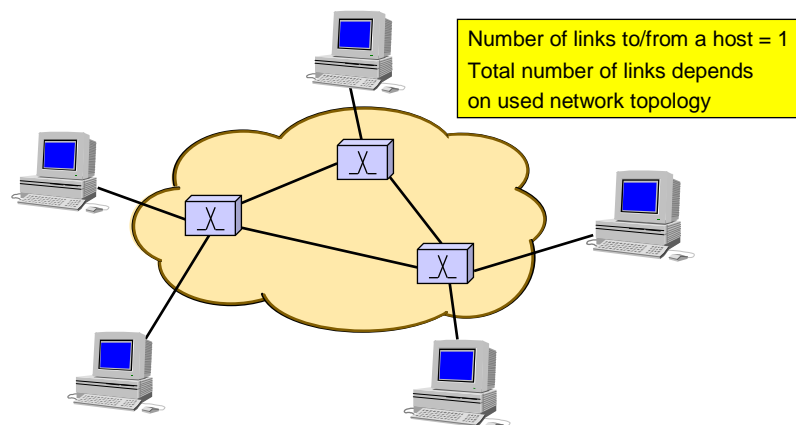 Number of links to/from a host = 1
Total number of links depends
on used network topology